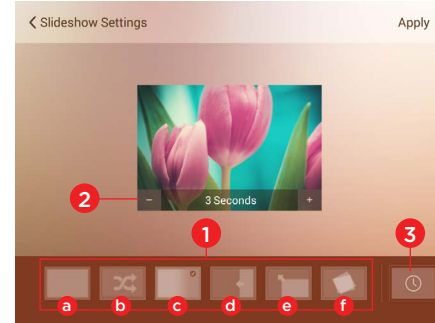 Slideshow Settings
Apply
2
- 3 Seconds +
1
3
a b c d e f